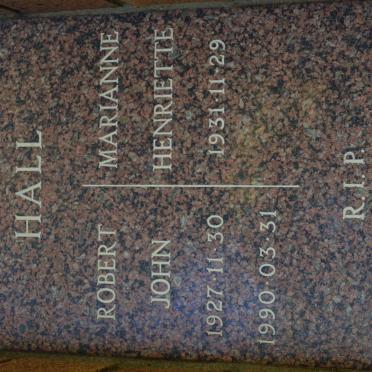 HALL
ROBERT MARIANNE
JOHN HENRIETTE
1927·11·30 1931·11·29
1990·03·31
R.I.P.